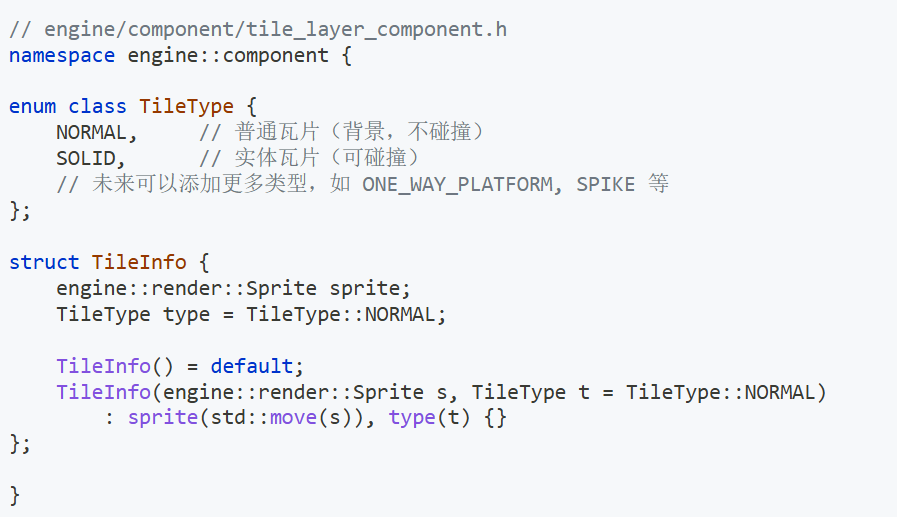 // engine/component/tile_layer_component.h
namespace engine::component {
enum class TileType {
    NORMAL,     // 普通瓦片（背景，不碰撞）
    SOLID,      // 实体瓦片（可碰撞）
    // 未来可以添加更多类型，如 ONE_WAY_PLATFORM, SPIKE 等
};
struct TileInfo {
    engine::render::Sprite sprite;
    TileType type = TileType::NORMAL;
    TileInfo() = default;
    TileInfo(engine::render::Sprite s, TileType t = TileType::NORMAL)
        : sprite(std::move(s)), type(t) {}
};
}